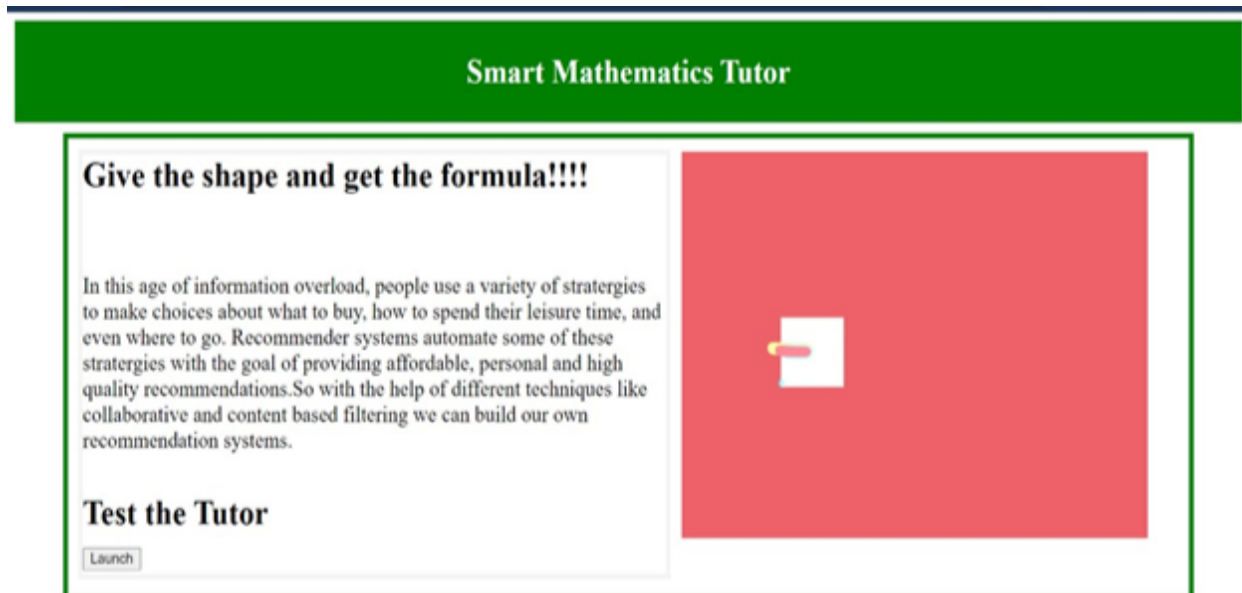 Smart Mathematics Tutor
Give the shape and get the formula!!!!
In this age of information overload, people use a variety of stratergies
to make choices about what to buy, how to spend their leisure time, and
even where to go. Recommender systems automate some of these
stratergies with the goal of providing affordable, personal and high
quality recommendations.So with the help of different techniques like
collaborative and content based filtering we can build our own
recommendation systems.
Test the Tutor
Launch